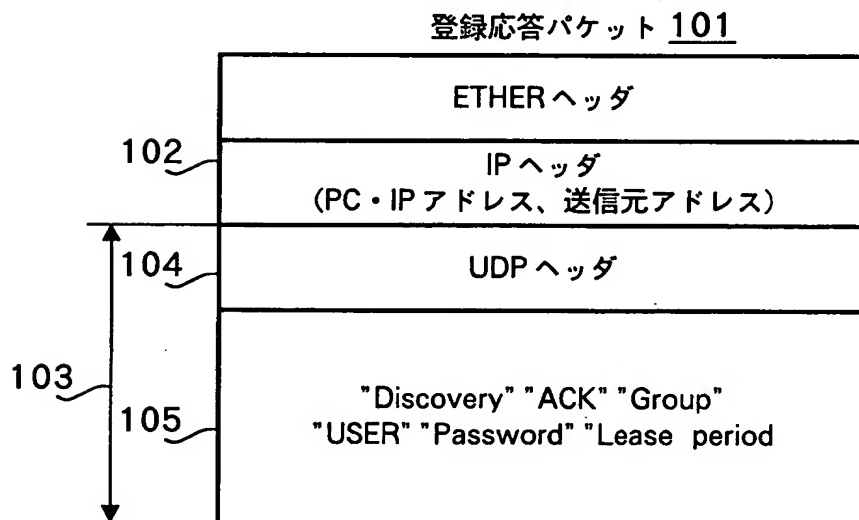 登録応答パケット 101
ETHERヘッダ
102
IPヘッダ
(PC・IPアドレス、送信元アドレス)
104
UDPヘッダ
103
105
"Discovery" "ACK" "Group"
"USER" "Password" "Lease period